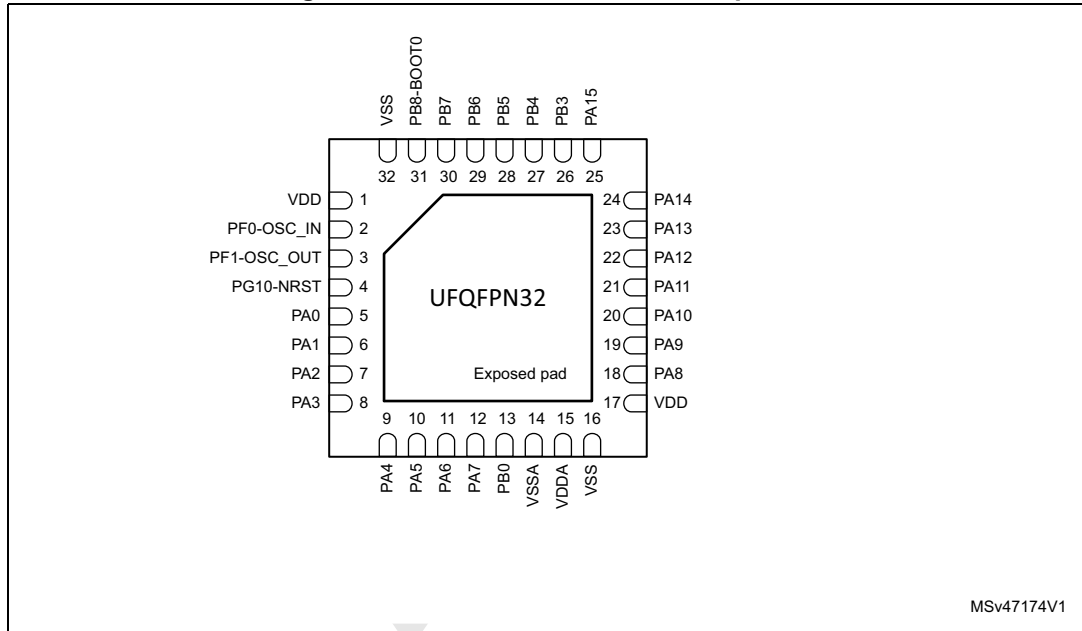 VSS
PB8-BOOT0
PB7
PB6
PB5
PB4
PB3
PA15
32 31 30 29 28 27 26 25
VDD 1
PF0-OSC_IN 2
PF1-OSC_OUT 3
PG10-NRST 4
PA0 5
PA1 6
PA2 7
PA3 8
24 PA14
23 PA13
22 PA12
21 PA11
20 PA10
19 PA9
18 PA8
17 VDD
UFQFPN32
Exposed pad
9 10 11 12 13 14 15 16
PA4
PA5
PA6
PA7
PB0
VSSA
VDDA
VSS
MSv47174V1